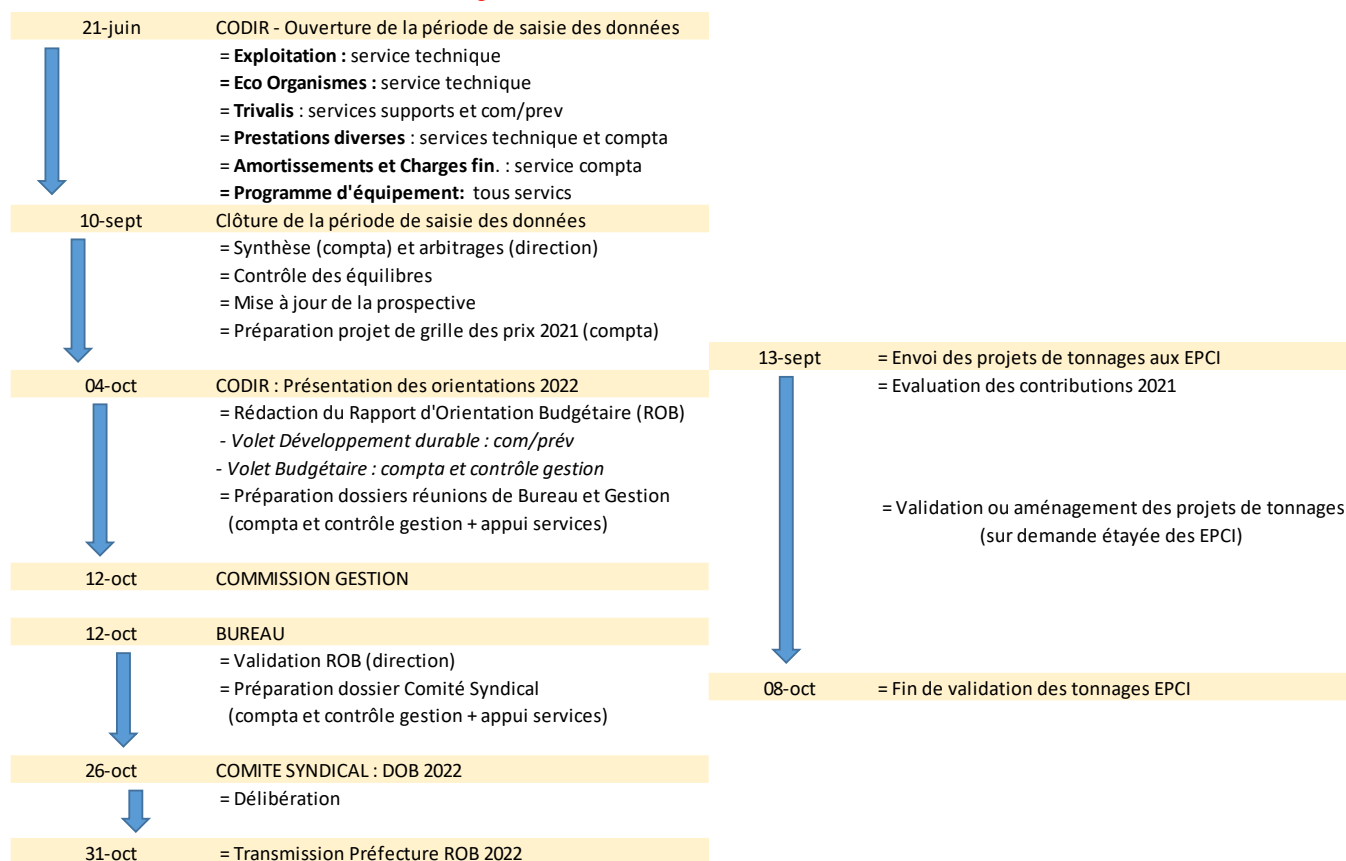 21-juin CODIR - Ouverture de la période de saisie des données
= Exploitation : service technique
= Eco Organismes : service technique
= Trivalis : services supports et com/prev
= Prestations diverses : services technique et compta
= Amortissements et Charges fin. : service compta
= Programme d'équipement: tous servics
10-sept Clôture de la période de saisie des données
= Synthèse (compta) et arbitrages (direction)
= Contrôle des équilibres
= Mise à jour de la prospective
= Préparation projet de grille des prix 2021 (compta)
04-oct CODIR : Présentation des orientations 2022
= Rédaction du Rapport d'Orientation Budgétaire (ROB)
- Volet Développement durable : com/prév
- Volet Budgétaire : compta et contrôle gestion
= Préparation dossiers réunions de Bureau et Gestion
(compta et contrôle gestion + appui services)
12-oct COMMISSION GESTION
12-oct BUREAU
= Validation ROB (direction)
= Préparation dossier Comité Syndical
(compta et contrôle gestion + appui services)
26-oct COMITE SYNDICAL : DOB 2022
= Délibération
31-oct = Transmission Préfecture ROB 2022
13-sept = Envoi des projets de tonnages aux EPCI
= Evaluation des contributions 2021
= Validation ou aménagement des projets de tonnages
(sur demande étayée des EPCI)
08-oct = Fin de validation des tonnages EPCI